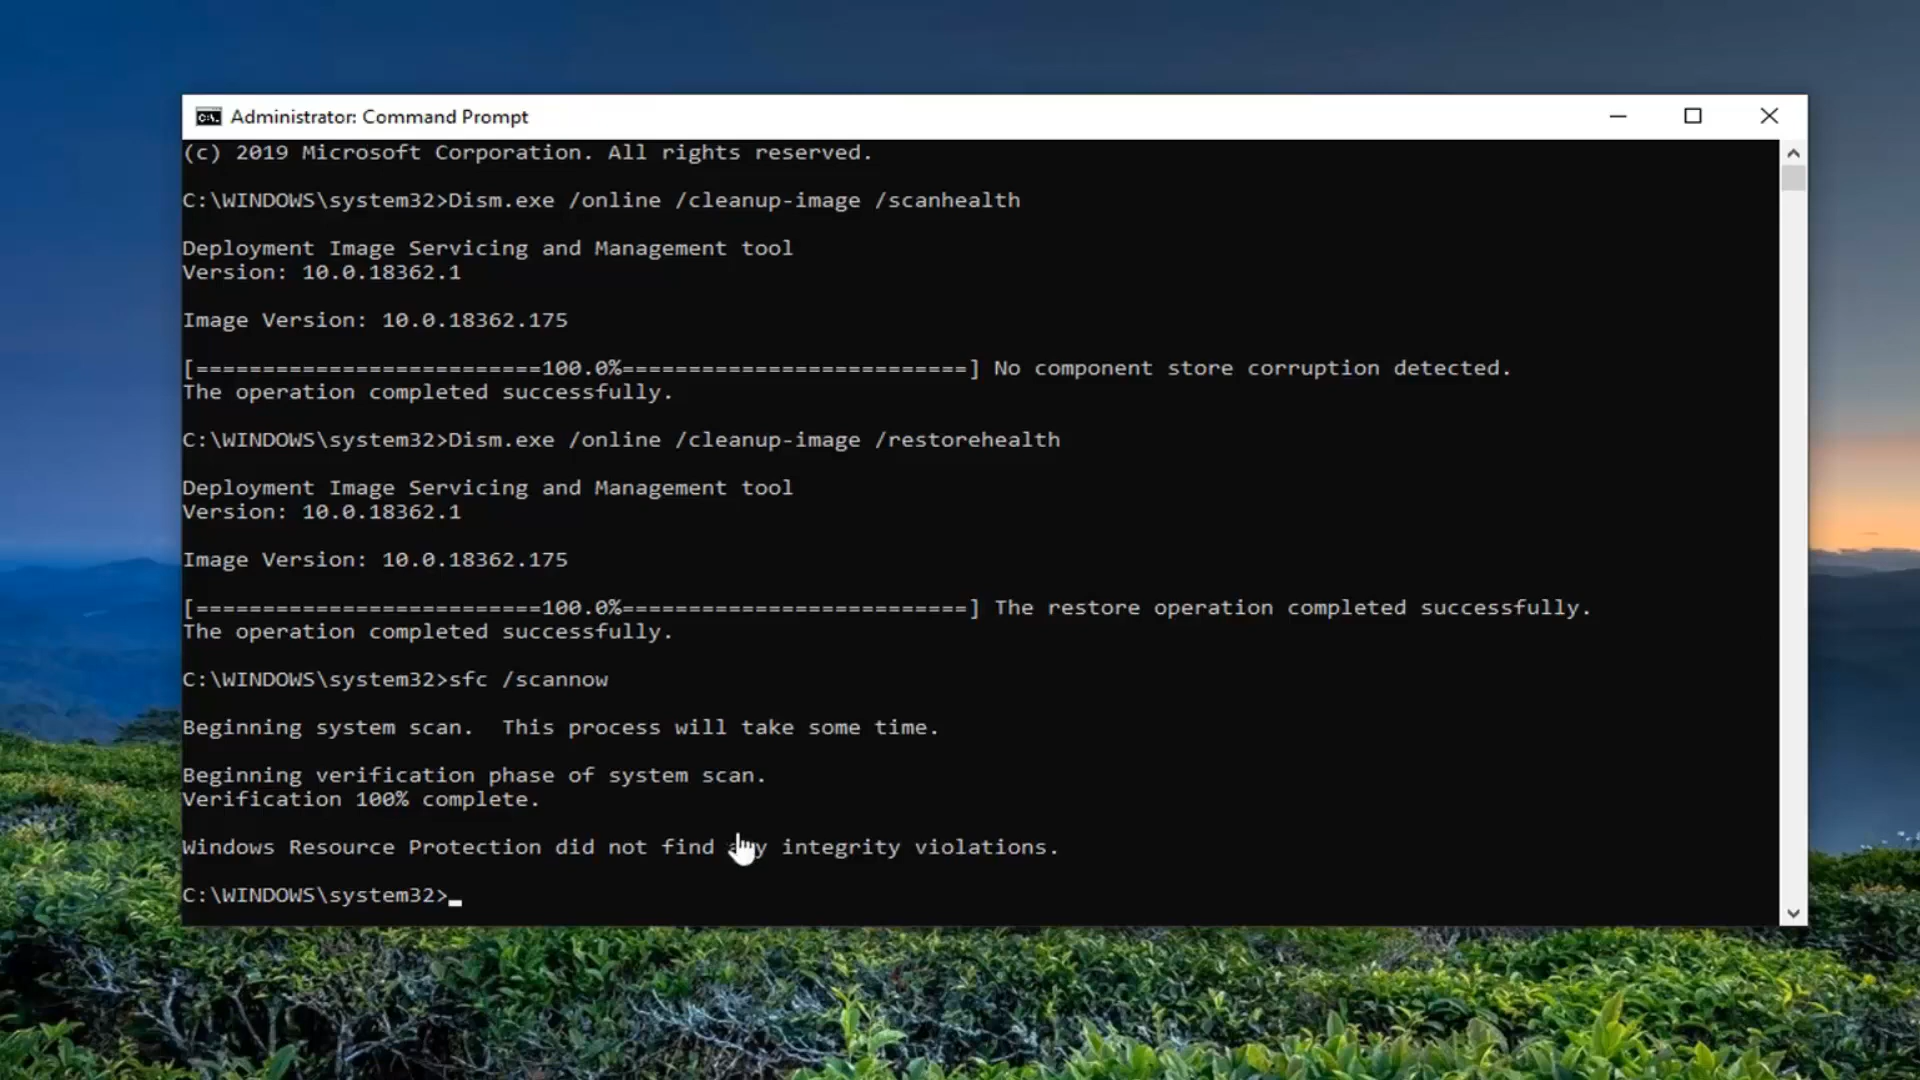 Administrator: Command Prompt
(c) 2019 Microsoft Corporation. All rights reserved.
C:\WINDOWS\system32>Dism.exe /online /cleanup-image /scanhealth
Deployment Image Servicing and Management tool
Version: 10.0.18362.1
Image Version: 10.0.18362.175
[==========================100.0%==========================] No component store corruption detected.
The operation completed successfully.
C:\WINDOWS\system32>Dism.exe /online /cleanup-image /restorehealth
Deployment Image Servicing and Management tool
Version: 10.0.18362.1
Image Version: 10.0.18362.175
[==========================100.0%==========================] The restore operation completed successfully.
The operation completed successfully.
C:\WINDOWS\system32>sfc /scannow
Beginning system scan.  This process will take some time.
Beginning verification phase of system scan.
Verification 100% complete.
Windows Resource Protection did not find any integrity violations.
C:\WINDOWS\system32>